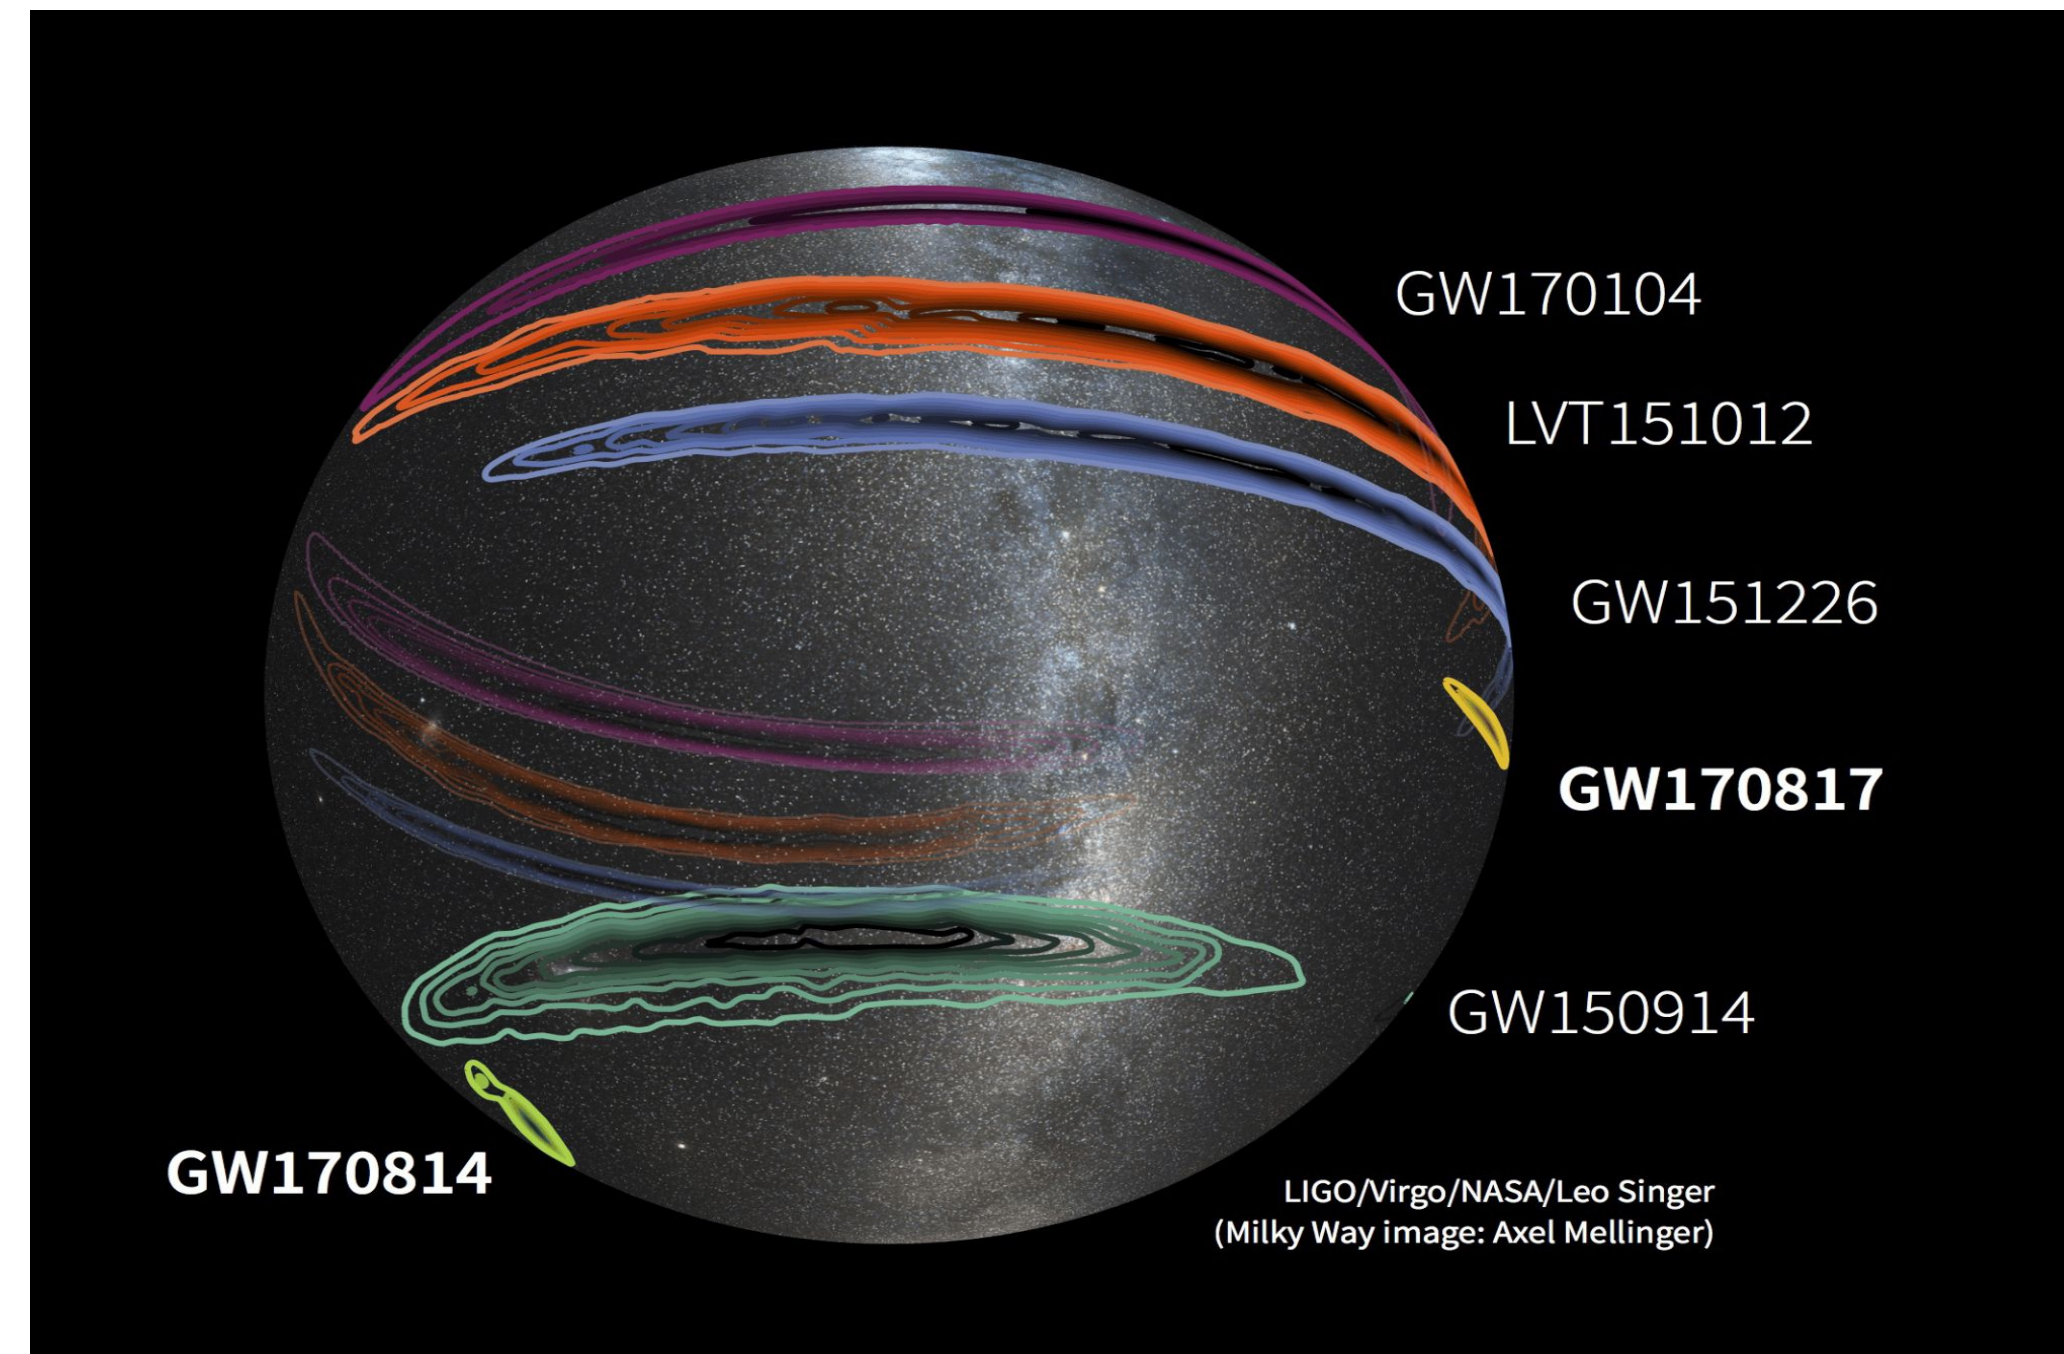 GW170104
LVT151012
GW151226
GW170817
GW150914
GW170814
LIGO/Virgo/NASA/Leo Singer
(Milky Way image: Axel Mellinger)